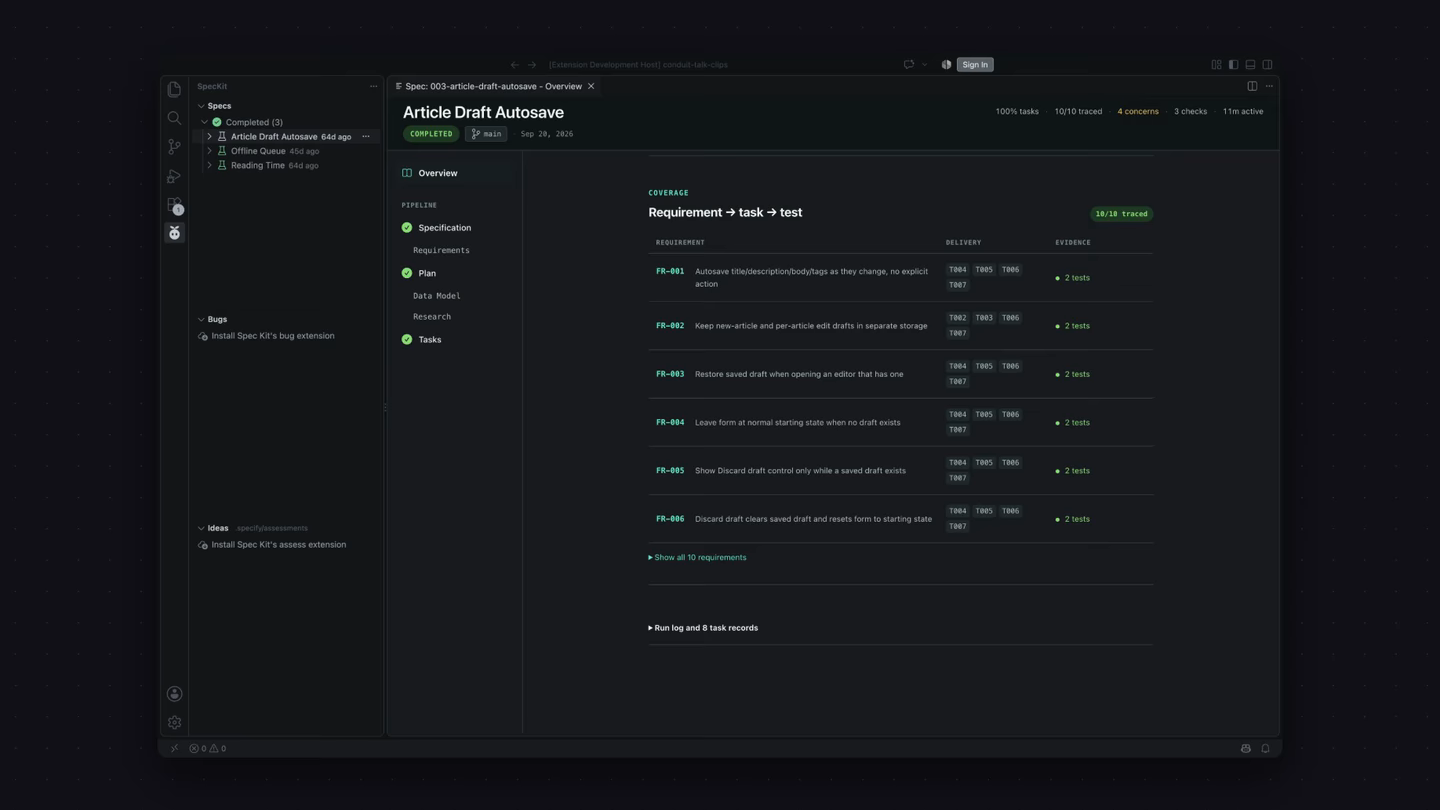 [Extension Development Host] conduit-talk-clips
Sign In
SpecKit
Specs
Completed (3)
Article Draft Autosave 64d ago
Offline Queue 45d ago
Reading Time 64d ago
1
Bugs
Install Spec Kit's bug extension
Ideas .specify/assessments
Install Spec Kit's assess extension
Spec: 003-article-draft-autosave - Overview
Article Draft Autosave
100% tasks · 10/10 traced · 4 concerns · 3 checks · 11m active
COMPLETED main · Sep 20, 2026
Overview
PIPELINE
Specification
Requirements
Plan
Data Model
Research
Tasks
COVERAGE
Requirement → task → test
10/10 traced
REQUIREMENT DELIVERY EVIDENCE
FR-001 Autosave title/description/body/tags as they change, no explicit action T004 T005 T006 T007 2 tests
FR-002 Keep new-article and per-article edit drafts in separate storage T002 T003 T006 T007 2 tests
FR-003 Restore saved draft when opening an editor that has one T004 T005 T006 T007 2 tests
FR-004 Leave form at normal starting state when no draft exists T004 T005 T006 T007 2 tests
FR-005 Show Discard draft control only while a saved draft exists T004 T005 T006 T007 2 tests
FR-006 Discard draft clears saved draft and resets form to starting state T004 T005 T006 T007 2 tests
Show all 10 requirements
Run log and 8 task records
0 0